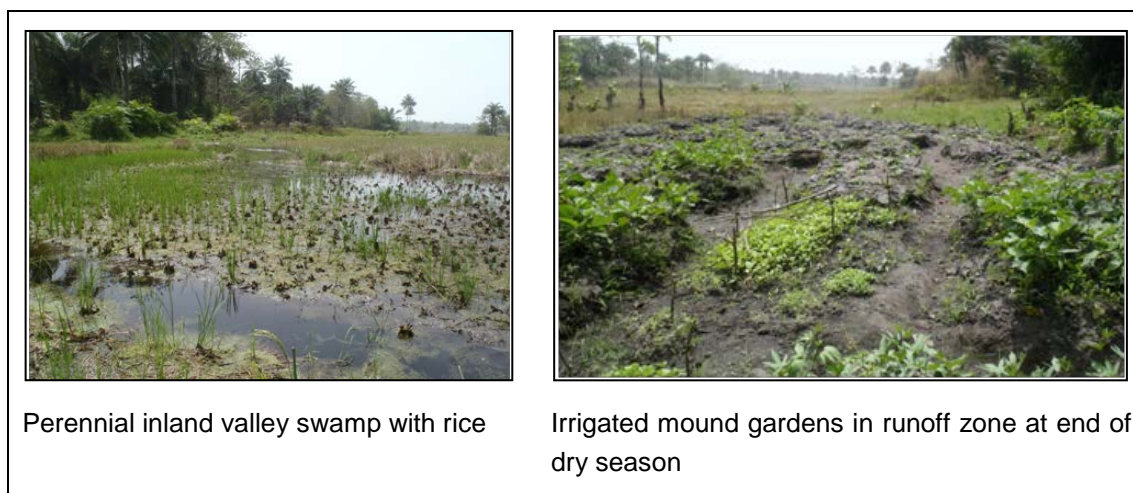 Perennial inland valley swamp with rice
Irrigated mound gardens in runoff zone at end of
dry season